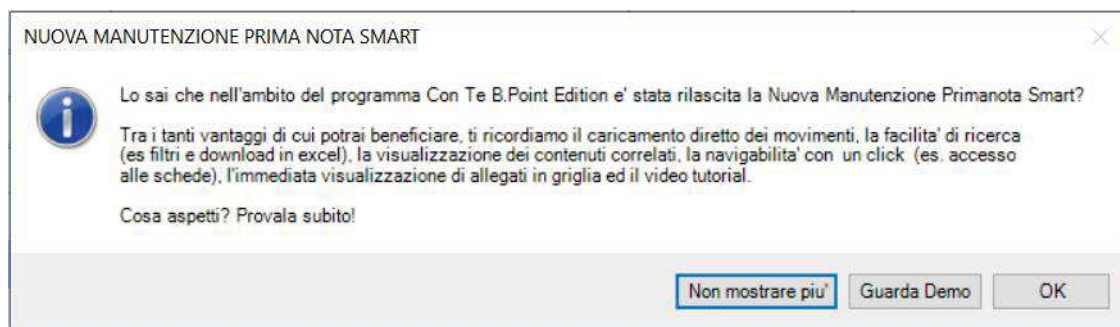 NUOVA MANUTENZIONE PRIMA NOTA SMART
Lo sai che nell'ambito del programma Con Te B.Point Edition e' stata rilascita la Nuova Manutenzione Primanota Smart?
Tra i tanti vantaggi di cui potrai beneficiare, ti ricordiamo il caricamento diretto dei movimenti, la facilita' di ricerca
(es filtri e download in excel), la visualizzazione dei contenuti correlati, la navigabilita' con un click (es. accesso
alle schede), l'immediata visualizzazione di allegati in griglia ed il video tutorial.
Cosa aspetti? Provala subito!
Non mostrare piu' Guarda Demo OK